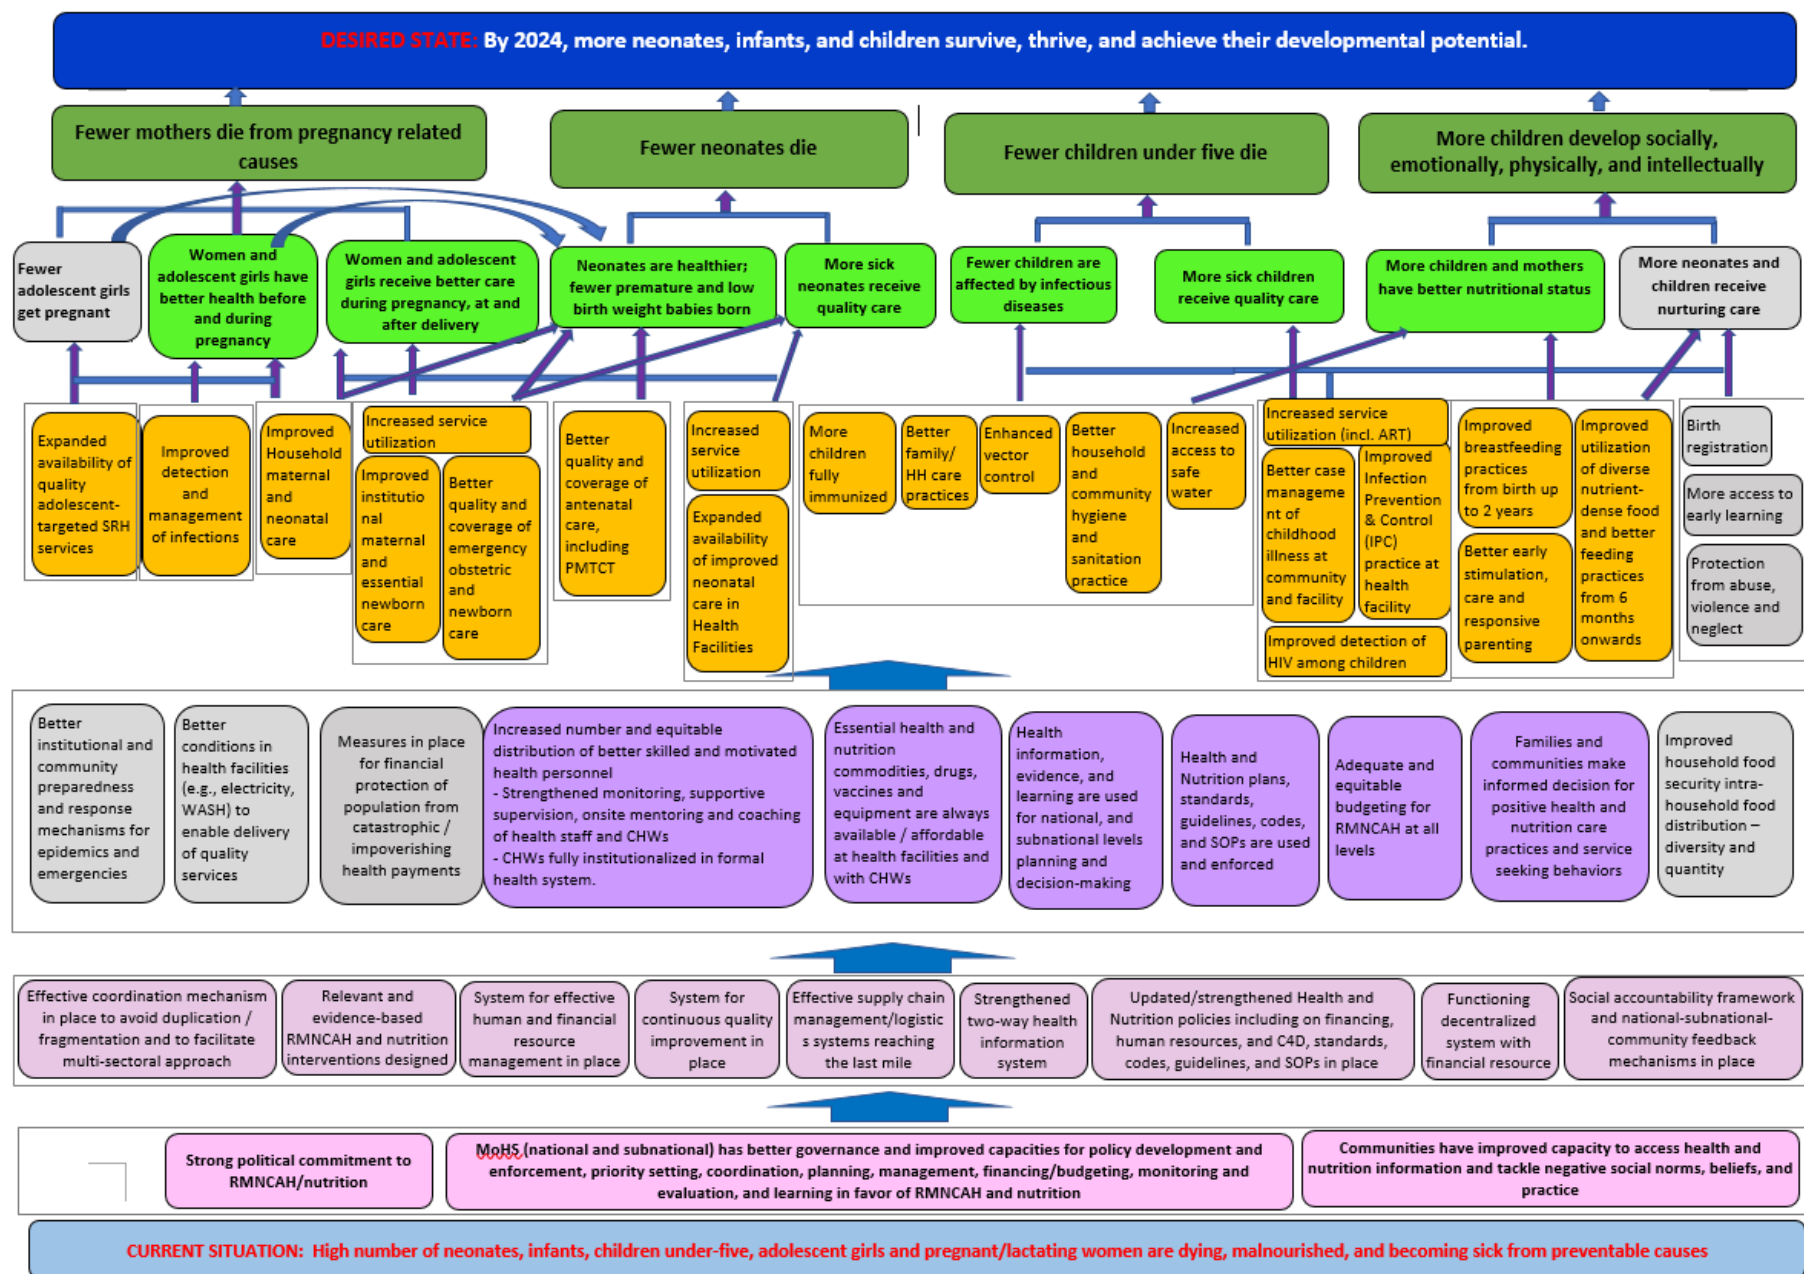 DESIRED STATE: By 2024, more neonates, infants, and children survive, thrive, and achieve their developmental potential.
Fewer mothers die from pregnancy related
causes
Fewer neonates die
Fewer children under five die
More children develop socially,
emotionally, physically, and intellectually
Fewer
adolescent girls
get pregnant
Women and
adolescent girls have
better health before
and during
pregnancy
Women and adolescent
girls receive better care
during pregnancy, at and
after delivery
Neonates are healthier;
fewer premature and low
birth weight babies born
More sick
neonates receive
quality care
Fewer children are
affected by infectious
diseases
More sick children
receive quality care
More children and mothers
have better nutritional status
More neonates and
children receive
nurturing care
Expanded
availability of
quality
adolescent-
targeted SRH
services
Improved
detection and
management
of infections
Improved
Household
maternal
and
neonatal
care
Increased service
utilization
Improved
institutio
nal
maternal
and
essential
newborn
care
Better
quality and
coverage of
emergency
obstetric
and
newborn
care
Better
quality and
coverage of
antenatal
care,
including
PMTCT
Increased
service
utilization
Expanded
availability
of improved
neonatal
care in
Health
Facilities
More
children
fully
immunized
Better
family/
HH care
practices
Enhanced
vector
control
Better
household
and
community
hygiene
and
sanitation
practice
Increased
access to
safe
water
Increased service
utilization (incl. ART)
Better case
manageme
nt of
childhood
illness at
community
and facility
Improved
Infection
Prevention
& Control
(IPC)
practice at
health
facility
Improved detection of
HIV among children
Improved
breastfeeding
practices
from birth up
to 2 years
Better early
stimulation,
care and
responsive
parenting
Improved
utilization
of diverse
nutrient-
dense food
and better
feeding
practices
from 6
months
onwards
Birth
registration
More access to
early learning
Protection
from abuse,
violence and
neglect
Better
institutional and
community
preparedness
and response
mechanisms for
epidemics and
emergencies
Better
conditions in
health facilities
(e.g., electricity,
WASH) to
enable delivery
of quality
services
Measures in place
for financial
protection of
population from
catastrophic /
impoverishing
health payments
Increased number and equitable
distribution of better skilled and motivated
health personnel
- Strengthened monitoring, supportive
supervision, onsite mentoring and coaching
of health staff and CHWs
- CHWs fully institutionalized in formal
health system.
Essential health and
nutrition
commodities, drugs,
vaccines and
equipment are always
available / affordable
at health facilities and
with CHWs
Health
information,
evidence, and
learning are used
for national, and
subnational levels
planning and
decision-making
Health and
Nutrition plans,
standards,
guidelines, codes,
and SOPs are used
and enforced
Adequate and
equitable
budgeting for
RMNCAH at all
levels
Families and
communities make
informed decision for
positive health and
nutrition care
practices and service
seeking behaviors
Improved
household food
security intra-
household food
distribution –
diversity and
quantity
Effective coordination mechanism
in place to avoid duplication /
fragmentation and to facilitate
multi-sectoral approach
Relevant and
evidence-based
RMNCAH and nutrition
interventions designed
System for effective
human and financial
resource
management in place
System for
continuous quality
improvement in
place
Effective supply chain
management/logistic
s systems reaching
the last mile
Strengthened
two-way health
information
system
Updated/strengthened Health and
Nutrition policies including on financing,
human resources, and C4D, standards,
codes, guidelines, and SOPs in place
Functioning
decentralized
system with
financial resource
Social accountability framework
and national-subnational-
community feedback
mechanisms in place
Strong political commitment to
RMNCAH/nutrition
MoHS (national and subnational) has better governance and improved capacities for policy development and
enforcement, priority setting, coordination, planning, management, financing/budgeting, monitoring and
evaluation, and learning in favor of RMNCAH and nutrition
Communities have improved capacity to access health and
nutrition information and tackle negative social norms, beliefs, and
practice
CURRENT SITUATION: High number of neonates, infants, children under-five, adolescent girls and pregnant/lactating women are dying, malnourished, and becoming sick from preventable causes